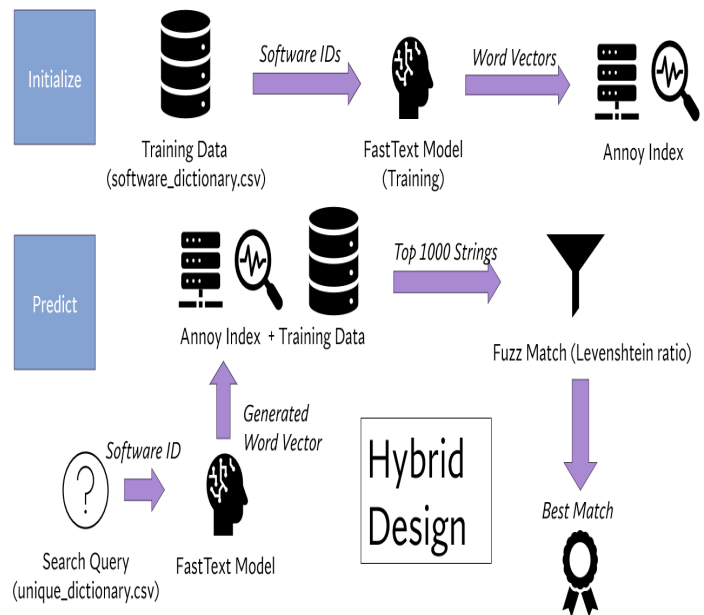 Initialize
Software IDs
Word Vectors
Training Data
(software_dictionary.csv)
FastText Model
(Training)
Annoy Index
Predict
Top 1000 Strings
Annoy Index + Training Data
Fuzz Match (Levenshtein ratio)
Generated
Word Vector
Software ID
?
Search Query
(unique_dictionary.csv)
FastText Model
Hybrid
Design
Best Match